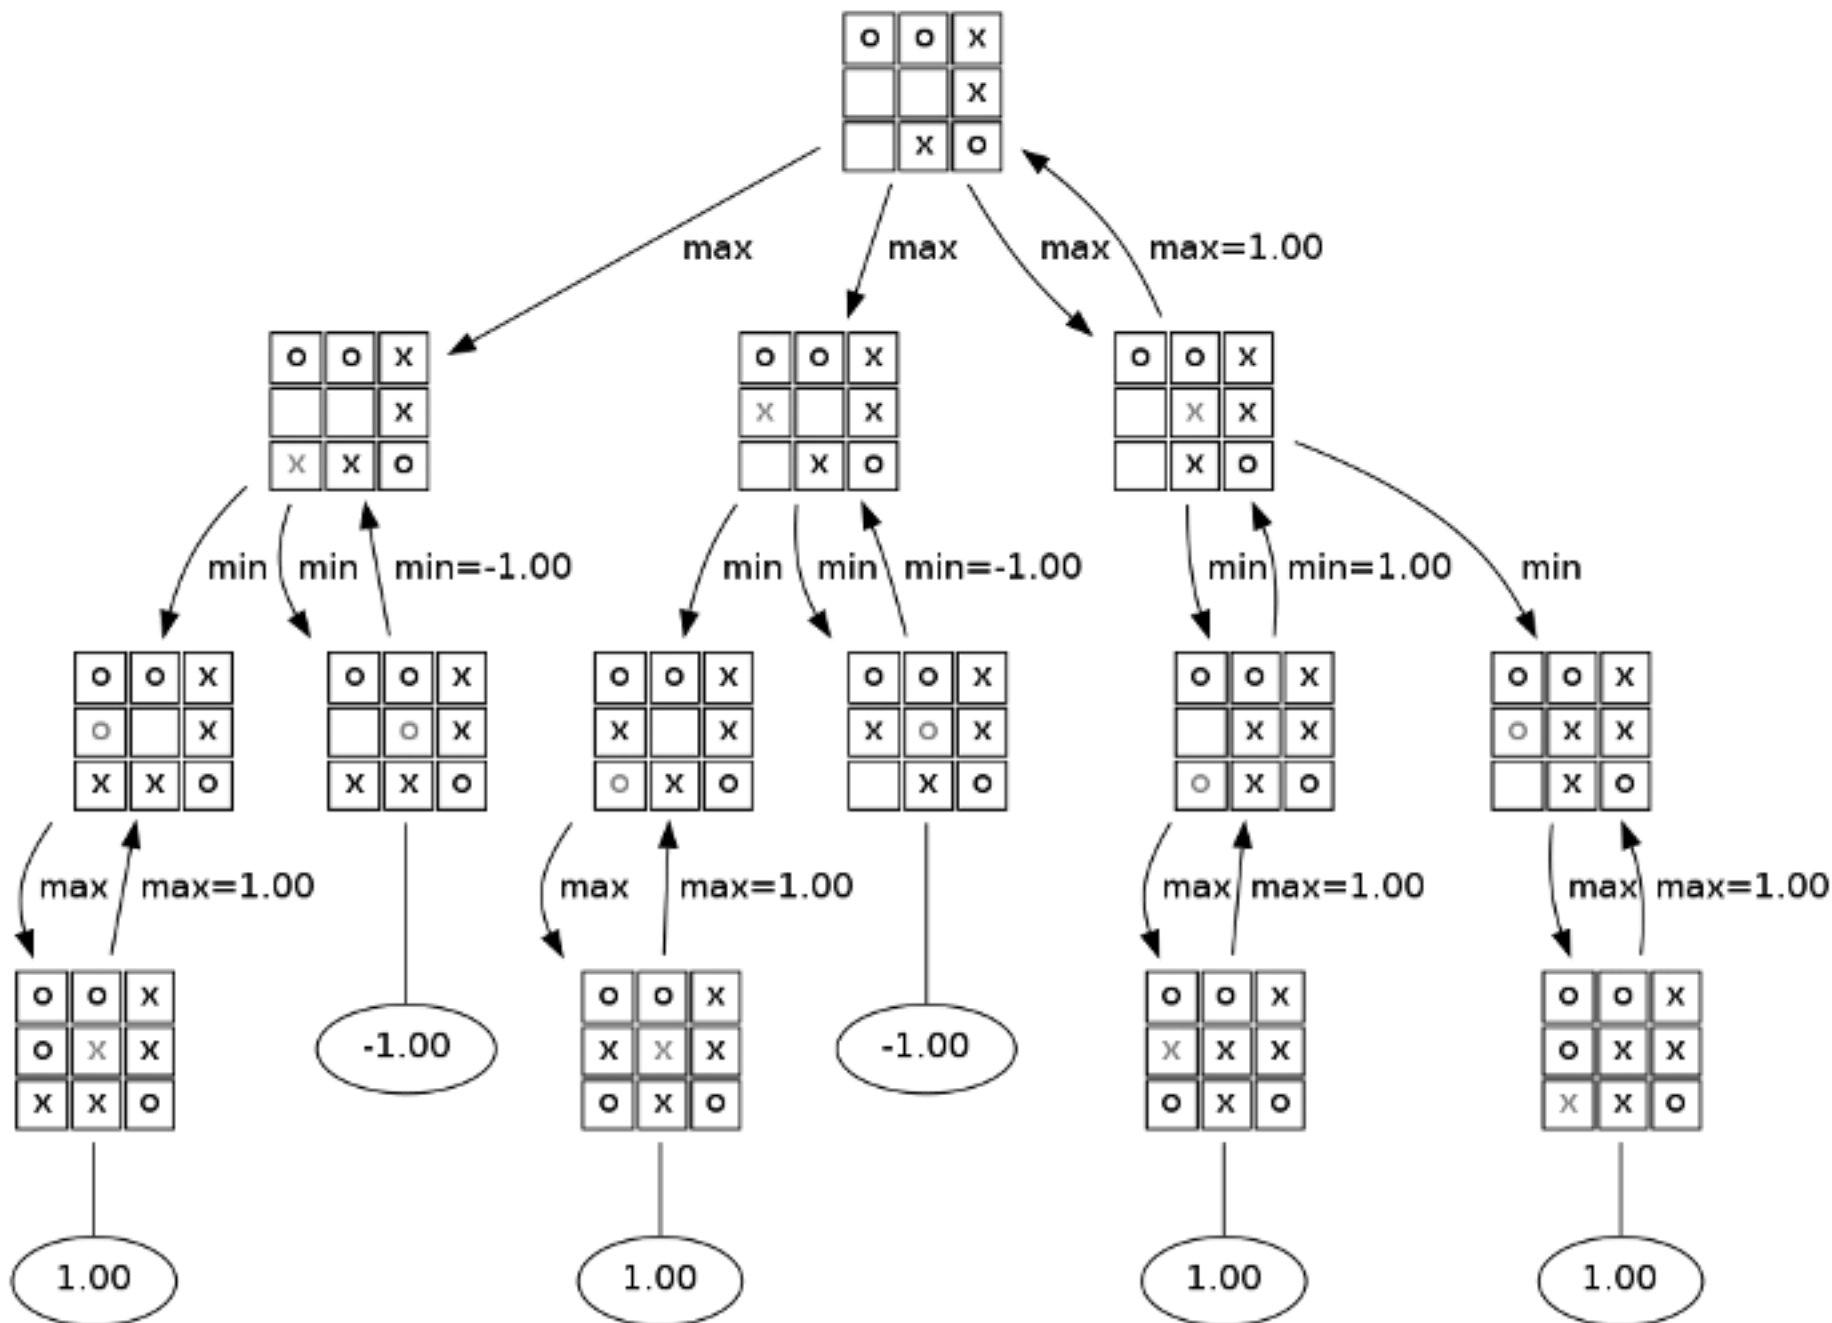 O O X
X
X O
max max max max=1.00
O O X O O X O O X
X X X X X
X X O X O X O
min min min=-1.00 min min min=-1.00 min min=1.00 min
O O X O O X O O X O O X O O X O O X
O X O X X X X O X X X O X X
X X O X X O O X O X O O X O X O
max max=1.00 max max=1.00 max max=1.00 max max=1.00
O O X O O X O O X O O X
O X X -1.00 X X X -1.00 X X X O X X
X X O O X O O X O X X O
1.00 1.00 1.00 1.00